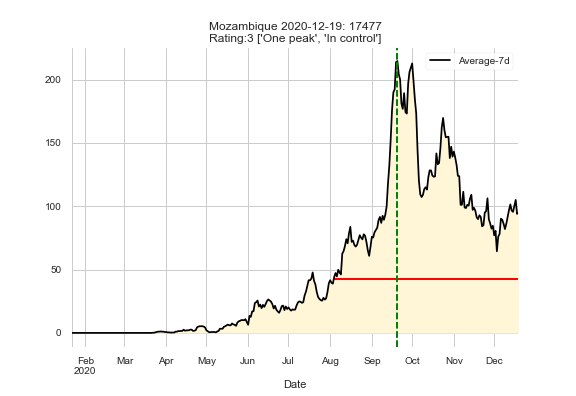 Mozambique 2020-12-19: 17477
Rating:3 ['One peak', 'In control']
Average-7d
200
150
100
50
0
Feb Mar Apr May Jun Jul Aug Sep Oct Nov Dec
2020
Date